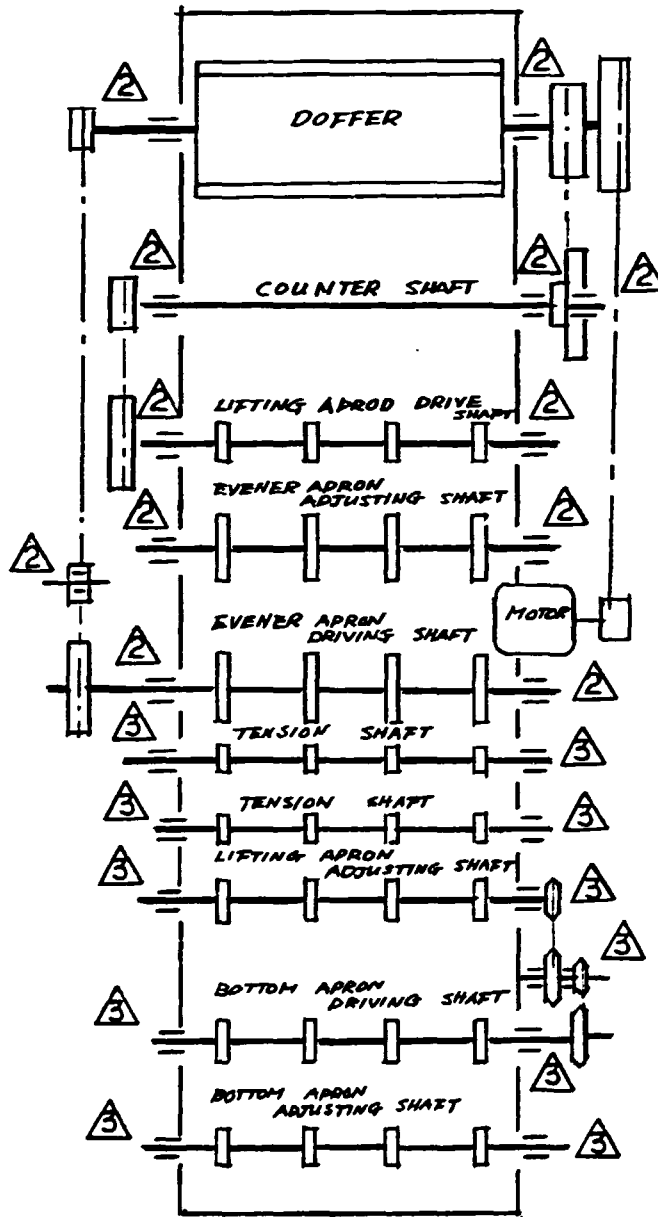 2
2
DOFFER
2
2
2
COUNTER SHAFT
2
2
LIFTING APROD DRIVE
SHAFT
EVENER APRON
ADJUSTING SHAFT
2
2
2
MOTOR
EVENER APRON
DRIVING SHAFT
2
2
3
TENSION SHAFT
3
3
TENSION SHAFT
3
LIFTING APRON
ADJUSTING SHAFT
3
3
3
BOTTOM APRON
DRIVING SHAFT
3
3
BOTTOM APRON
ADJUSTING SHAFT
3
3